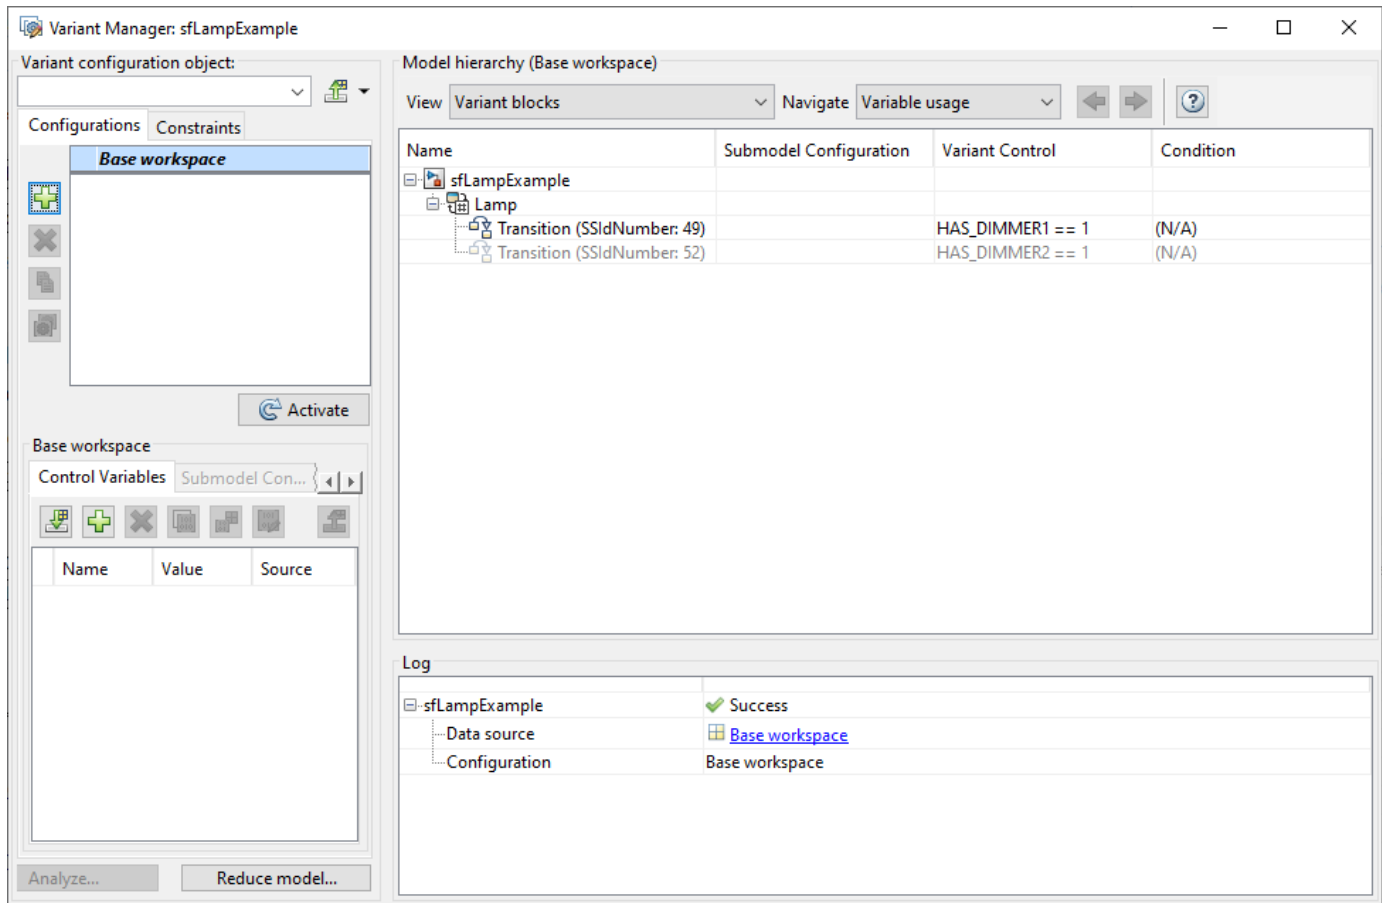 Variant Manager: sfLampExample
Variant configuration object:
Configurations Constraints
Base workspace
Activate
Base workspace
Control Variables Submodel Con...
Name Value Source
Analyze... Reduce model...
Model hierarchy (Base workspace)
View Variant blocks Navigate Variable usage
Name Submodel Configuration Variant Control Condition
sfLampExample
Lamp
Transition (SSIdNumber: 49) HAS_DIMMER1 == 1 (N/A)
Transition (SSIdNumber: 52) HAS_DIMMER2 == 1 (N/A)
Log
sfLampExample Success
Data source Base workspace
Configuration Base workspace